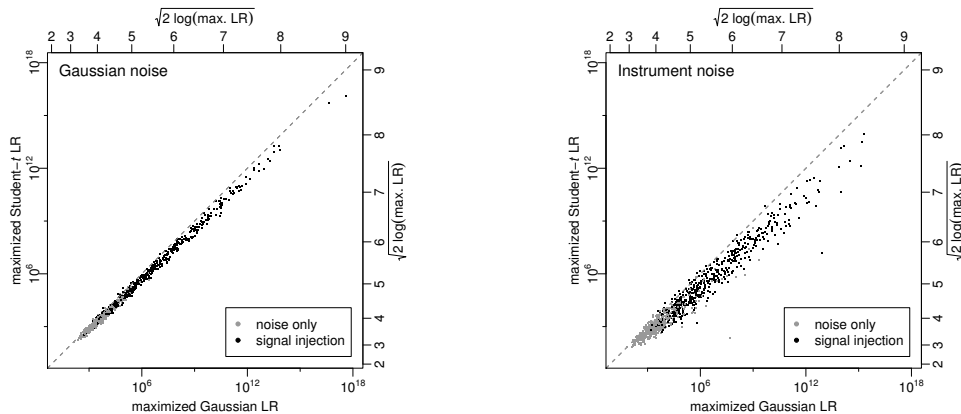 √2 log(max. LR)
2 3 4 5 6 7 8 9
Gaussian noise
maximized Student−t LR
10^18
10^12
10^6
9
8
7
6
5
4
3
2
√2 log(max. LR)
noise only
signal injection
10^6 10^12 10^18
maximized Gaussian LR
√2 log(max. LR)
2 3 4 5 6 7 8 9
Instrument noise
maximized Student−t LR
10^18
10^12
10^6
9
8
7
6
5
4
3
2
√2 log(max. LR)
noise only
signal injection
10^6 10^12 10^18
maximized Gaussian LR